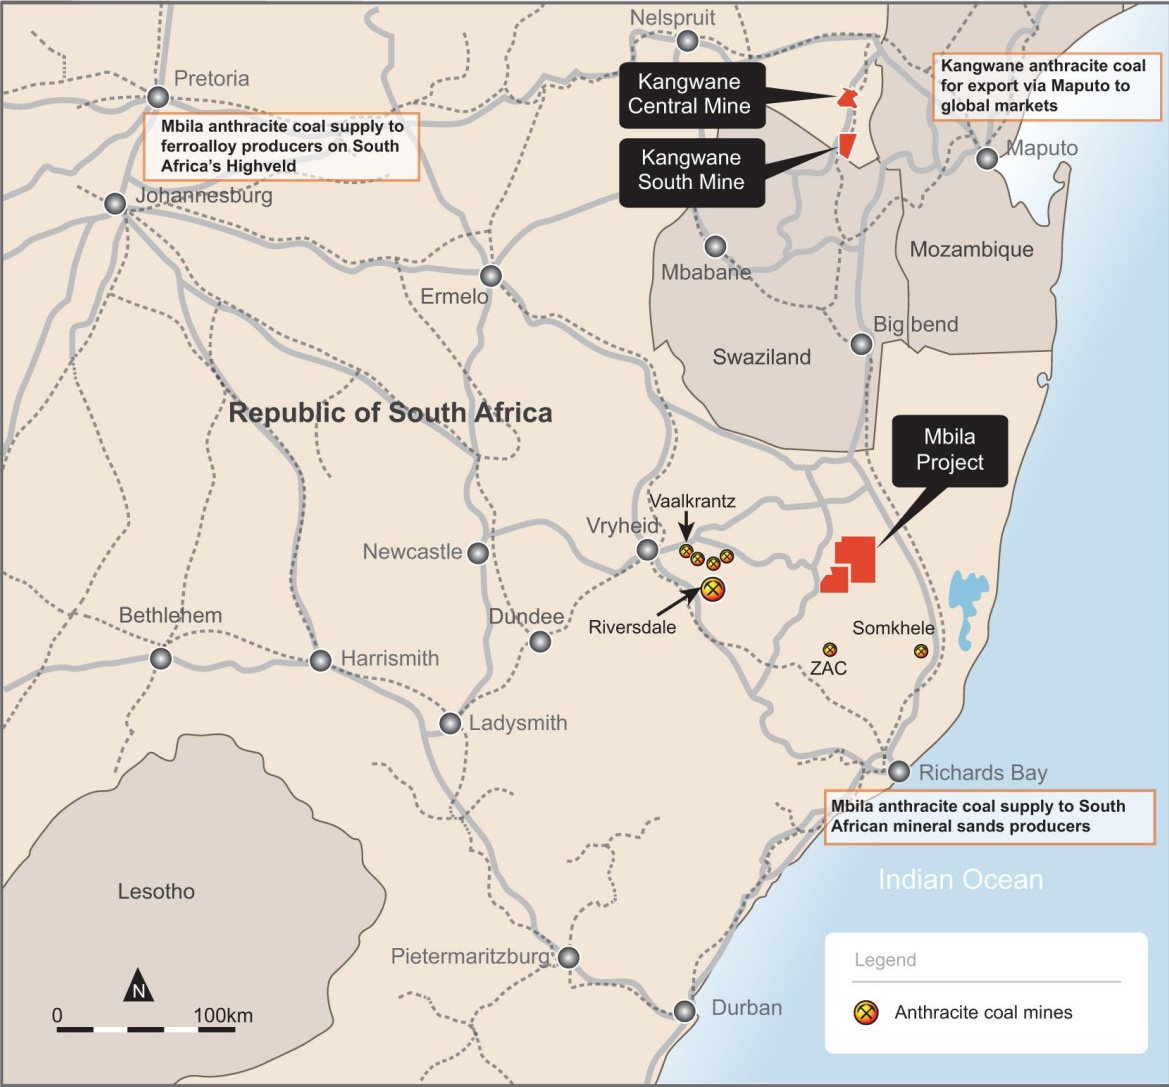 Nelspruit
Kangwane
Central Mine
Kangwane anthracite coal
for export via Maputo to
global markets
Pretoria
Mbila anthracite coal supply to
ferroalloy producers on South
Africa's Highveld
Kangwane
South Mine
Maputo
Johannesburg
Mozambique
Mbabane
Ermelo
Big bend
Swaziland
Republic of South Africa
Mbila
Project
Vaalkrantz
Vryheid
Newcastle
Bethlehem
Dundee
Riversdale
Somkhele
ZAC
Harrismith
Ladysmith
Richards Bay
Mbila anthracite coal supply to South
African mineral sands producers
Indian Ocean
Lesotho
Pietermaritzburg
Legend
N
Anthracite coal mines
Durban
0 100km